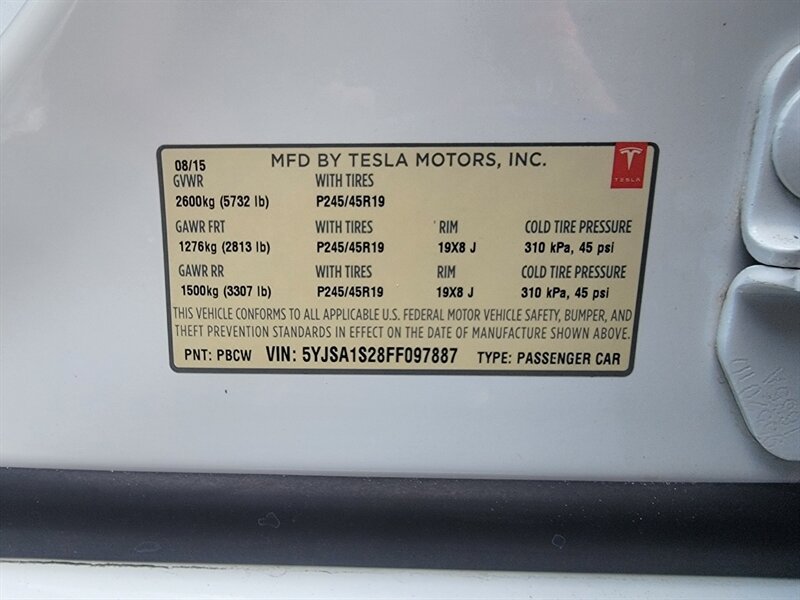 08/15 MFD BY TESLA MOTORS, INC.
TESLA
GVWR WITH TIRES
2600kg (5732 lb) P245/45R19
GAWR FRT WITH TIRES RIM COLD TIRE PRESSURE
1276kg (2813 lb) P245/45R19 19X8 J 310 kPa, 45 psi
GAWR RR WITH TIRES RIM COLD TIRE PRESSURE
1500kg (3307 lb) P245/45R19 19X8 J 310 kPa, 45 psi
THIS VEHICLE CONFORMS TO ALL APPLICABLE U.S. FEDERAL MOTOR VEHICLE SAFETY, BUMPER, AND
THEFT PREVENTION STANDARDS IN EFFECT ON THE DATE OF MANUFACTURE SHOWN ABOVE.
PNT: PBCW VIN: 5YJSA1S28FF097887 TYPE: PASSENGER CAR